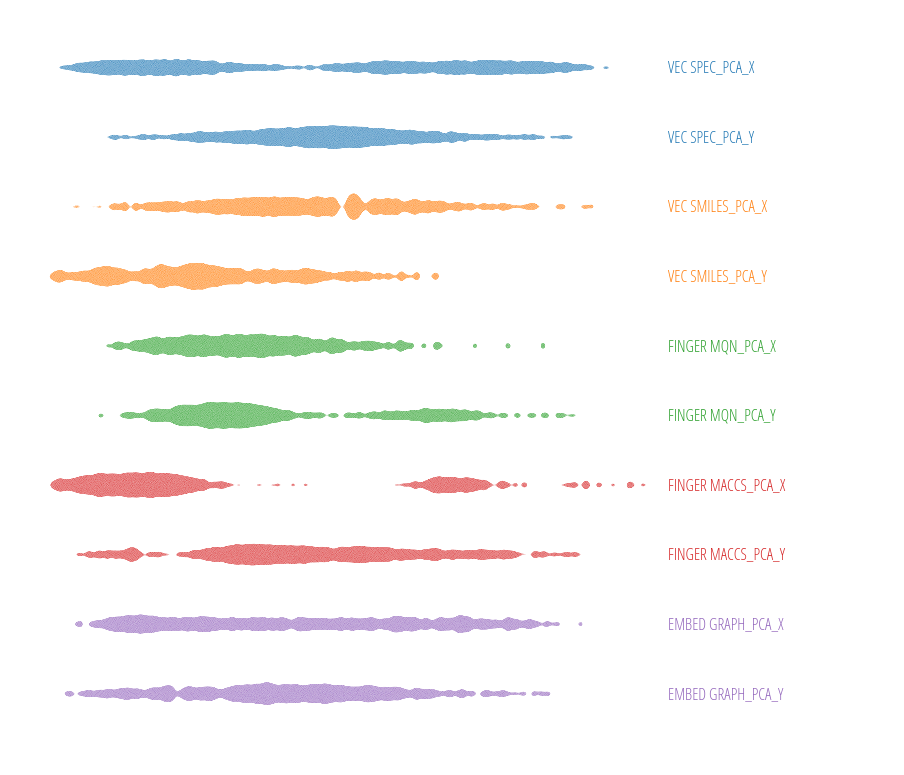 VEC SPEC_PCA_X
VEC SPEC_PCA_Y
VEC SMILES_PCA_X
VEC SMILES_PCA_Y
FINGER MQN_PCA_X
FINGER MQN_PCA_Y
FINGER MACCS_PCA_X
FINGER MACCS_PCA_Y
EMBED GRAPH_PCA_X
EMBED GRAPH_PCA_Y